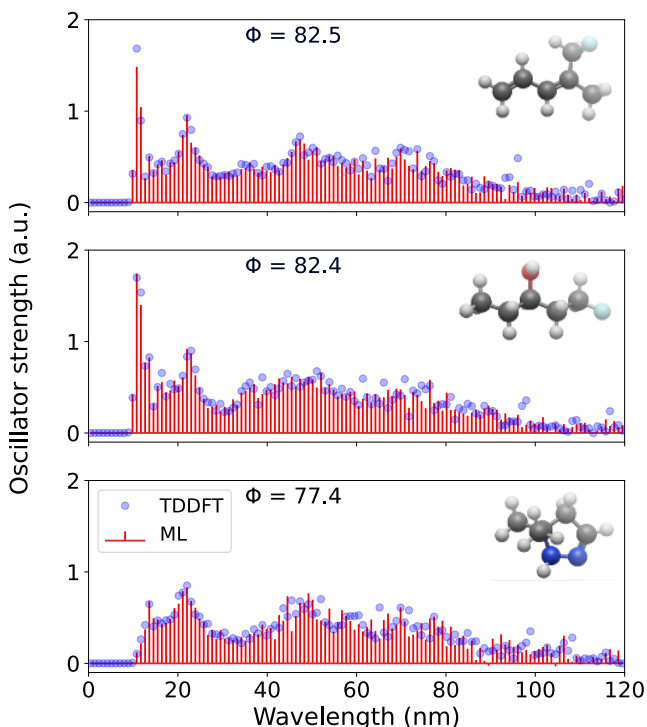 Oscillator strength (a.u.)
2
Φ = 82.5
1
0
2
Φ = 82.4
1
0
2
Φ = 77.4
TDDFT
ML
1
0
0 20 40 60 80 100 120
Wavelength (nm)